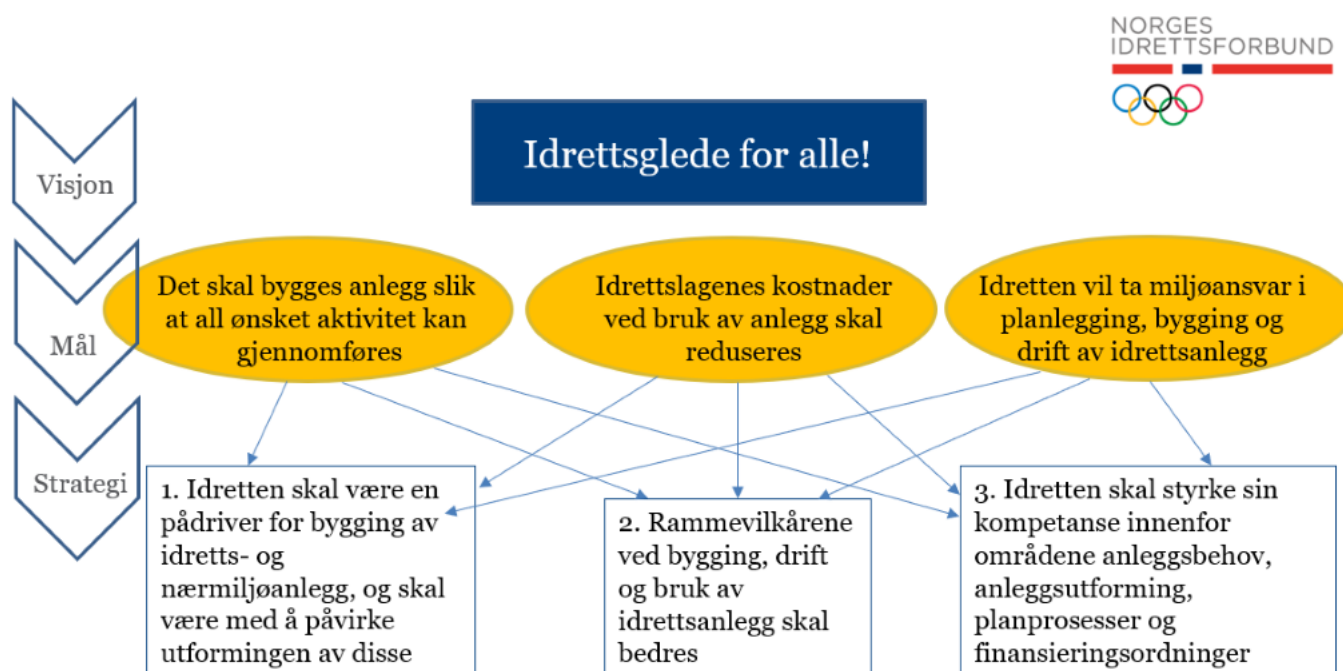 NORGES
IDRETTSFORBUND
Idrettsglede for alle!
Visjon
Det skal bygges anlegg slik
at all ønsket aktivitet kan
gjennomføres
Idrettslagenes kostnader
ved bruk av anlegg skal
reduseres
Idretten vil ta miljøansvar i
planlegging, bygging og
drift av idrettsanlegg
Mål
Strategi
1. Idretten skal være en
pådriver for bygging av
idretts- og
nærmiljøanlegg, og skal
være med å påvirke
utformingen av disse
2. Rammevilkårene
ved bygging, drift
og bruk av
idrettsanlegg skal
bedres
3. Idretten skal styrke sin
kompetanse innenfor
områdene anleggsbehov,
anleggsutforming,
planprosesser og
finansieringsordninger